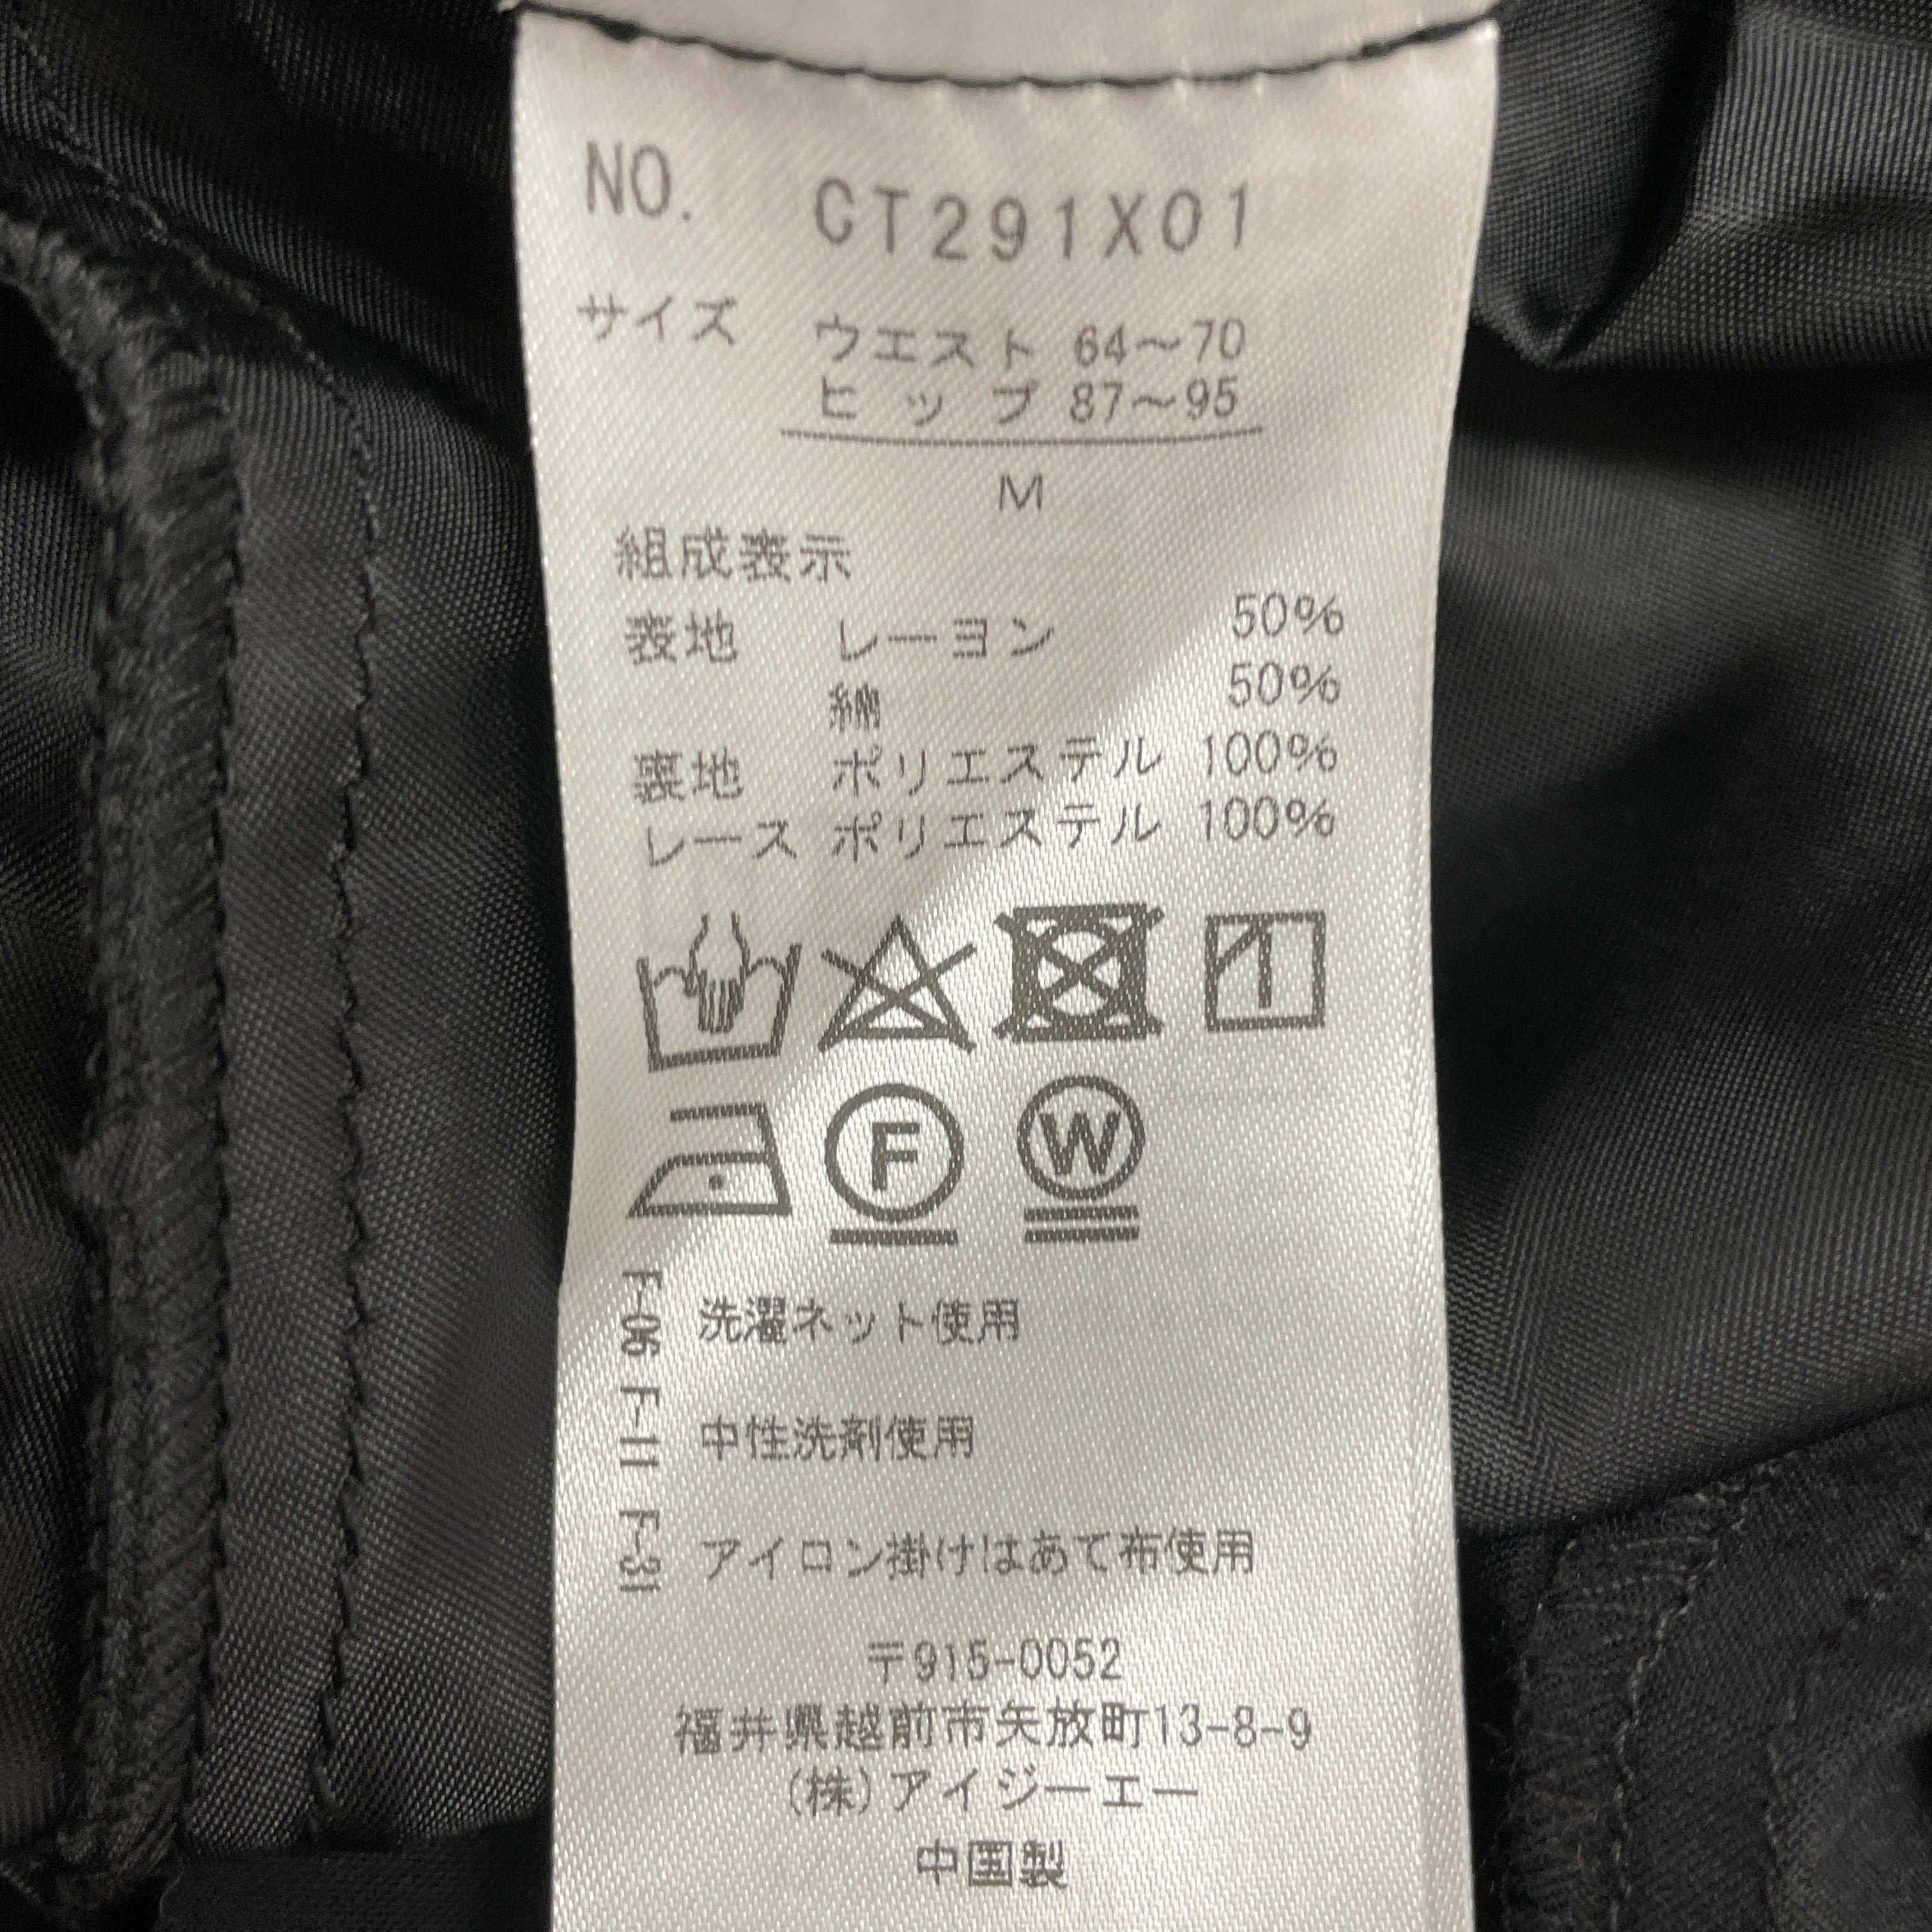 NO. CT291X01
サイズ ウエスト 64～70
ヒップ 87～95
M
組成表示
表地 レーヨン 50%
綿 50%
裏地 ポリエステル 100%
レース ポリエステル 100%
F
W
F-06 洗濯ネット使用
F-11 中性洗剤使用
F-31 アイロン掛けはあて布使用
〒915-0052
福井県越前市矢放町13-8-9
(株)アイジーエー
中国製